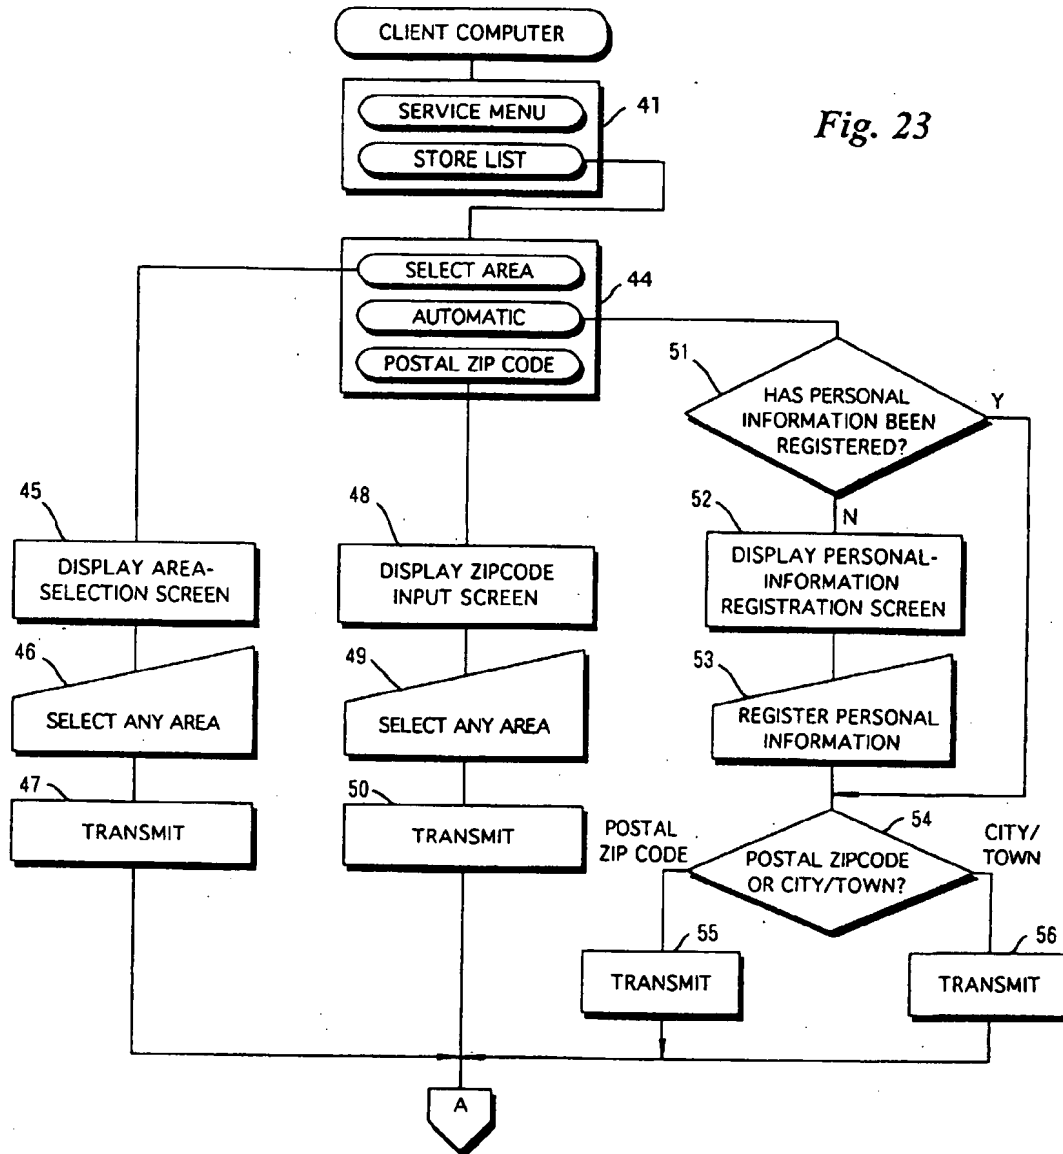 CLIENT COMPUTER
SERVICE MENU
41
Fig. 23
STORE LIST
SELECT AREA
44
AUTOMATIC
POSTAL ZIP CODE
51
HAS PERSONAL
INFORMATION BEEN
REGISTERED?
Y
N
45
DISPLAY AREA-
SELECTION SCREEN
48
DISPLAY ZIPCODE
INPUT SCREEN
52
DISPLAY PERSONAL-
INFORMATION
REGISTRATION SCREEN
46
SELECT ANY AREA
49
SELECT ANY AREA
53
REGISTER PERSONAL
INFORMATION
47
TRANSMIT
50
TRANSMIT
54
POSTAL
ZIP CODE
POSTAL ZIPCODE
OR CITY/TOWN?
CITY/
TOWN
55
TRANSMIT
56
TRANSMIT
A